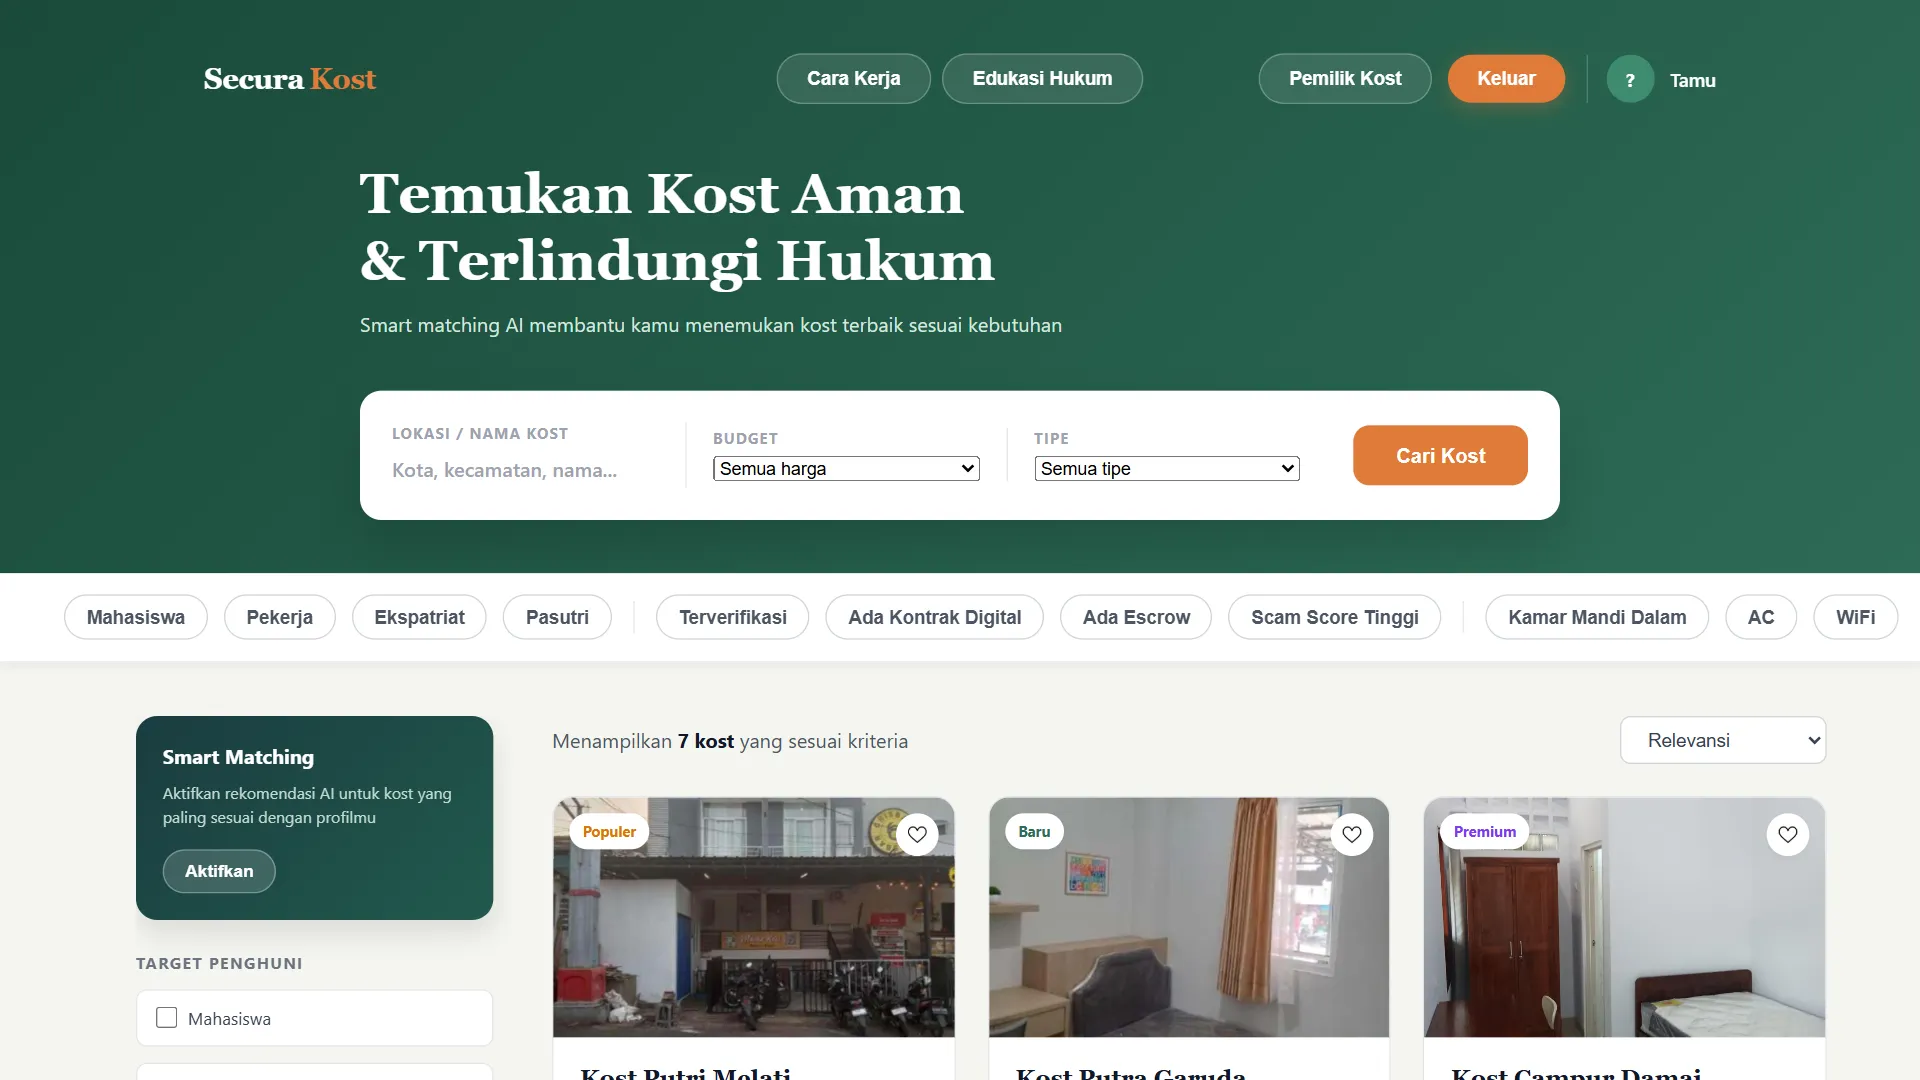 Secura Kost
Cara Kerja
Edukasi Hukum
Pemilik Kost
Keluar
?
Tamu
Temukan Kost Aman
& Terlindungi Hukum
Smart matching AI membantu kamu menemukan kost terbaik sesuai kebutuhan
LOKASI / NAMA KOST
Kota, kecamatan, nama...
BUDGET
Semua harga
TIPE
Semua tipe
Cari Kost
Mahasiswa
Pekerja
Ekspatriat
Pasutri
Terverifikasi
Ada Kontrak Digital
Ada Escrow
Scam Score Tinggi
Kamar Mandi Dalam
AC
WiFi
Smart Matching
Aktifkan rekomendasi AI untuk kost yang
paling sesuai dengan profilmu
Aktifkan
TARGET PENGHUNI
Mahasiswa
Menampilkan 7 kost yang sesuai kriteria
Relevansi
Populer
Baru
Premium
Kost Putri Melati
Kost Putra Garuda
Kost Campur Damai